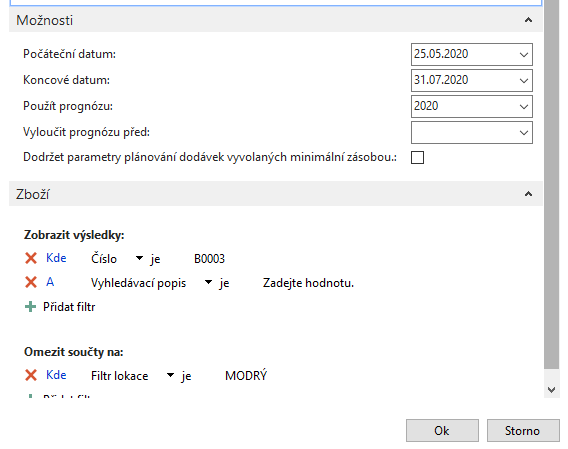 Možnosti
Počáteční datum: 25.05.2020
Koncové datum: 31.07.2020
Použít prognózu: 2020
Vyloučit prognózu před:
Dodržet parametry plánování dodávek vyvolaných minimální zásobou.:
Zboží
Zobrazit výsledky:
Kde Číslo je B0003
A Vyhledávací popis je Zadejte hodnotu.
Přidat filtr
Omezit součty na:
Kde Filtr lokace je MODRÝ
Přidat filtr
Ok Storno